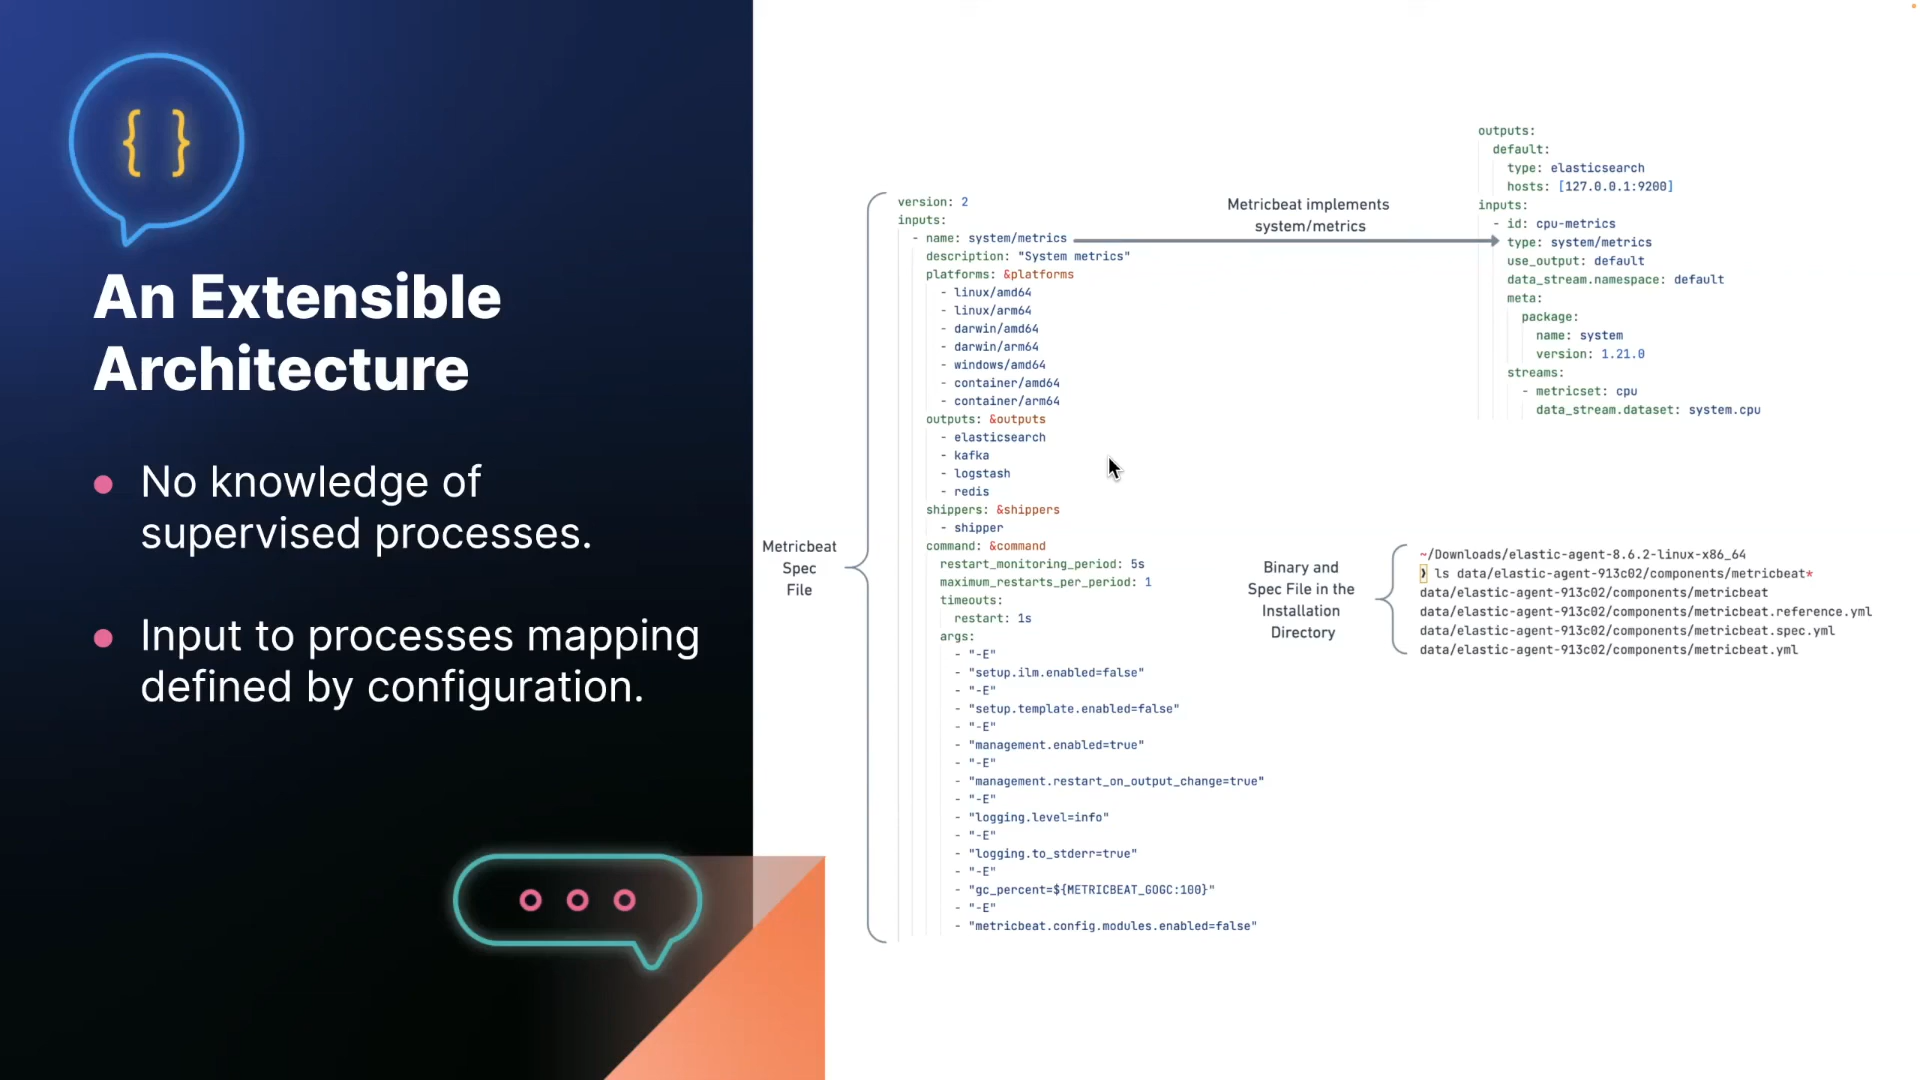 { }
An Extensible
Architecture
No knowledge of
supervised processes.
Input to processes mapping
defined by configuration.
Metricbeat
Spec
File
version: 2
inputs:
  - name: system/metrics
    description: "System metrics"
    platforms: &platforms
      - linux/amd64
      - linux/arm64
      - darwin/amd64
      - darwin/arm64
      - windows/amd64
      - container/amd64
      - container/arm64
    outputs: &outputs
      - elasticsearch
      - kafka
      - logstash
      - redis
    shippers: &shippers
      - shipper
    command: &command
      restart_monitoring_period: 5s
      maximum_restarts_per_period: 1
      timeouts:
        restart: 1s
      args:
        - "-E"
        - "setup.ilm.enabled=false"
        - "-E"
        - "setup.template.enabled=false"
        - "-E"
        - "management.enabled=true"
        - "-E"
        - "management.restart_on_output_change=true"
        - "-E"
        - "logging.level=info"
        - "-E"
        - "logging.to_stderr=true"
        - "-E"
        - "gc_percent=${METRICBEAT_GOGC:100}"
        - "-E"
        - "metricbeat.config.modules.enabled=false"
Metricbeat implements
system/metrics
outputs:
  default:
    type: elasticsearch
    hosts: [127.0.0.1:9200]
inputs:
  - id: cpu-metrics
    type: system/metrics
    use_output: default
    data_stream.namespace: default
    meta:
      package:
        name: system
        version: 1.21.0
    streams:
      - metricset: cpu
        data_stream.dataset: system.cpu
Binary and
Spec File in the
Installation
Directory
~/Downloads/elastic-agent-8.6.2-linux-x86_64
❯ ls data/elastic-agent-913c02/components/metricbeat*
data/elastic-agent-913c02/components/metricbeat
data/elastic-agent-913c02/components/metricbeat.reference.yml
data/elastic-agent-913c02/components/metricbeat.spec.yml
data/elastic-agent-913c02/components/metricbeat.yml